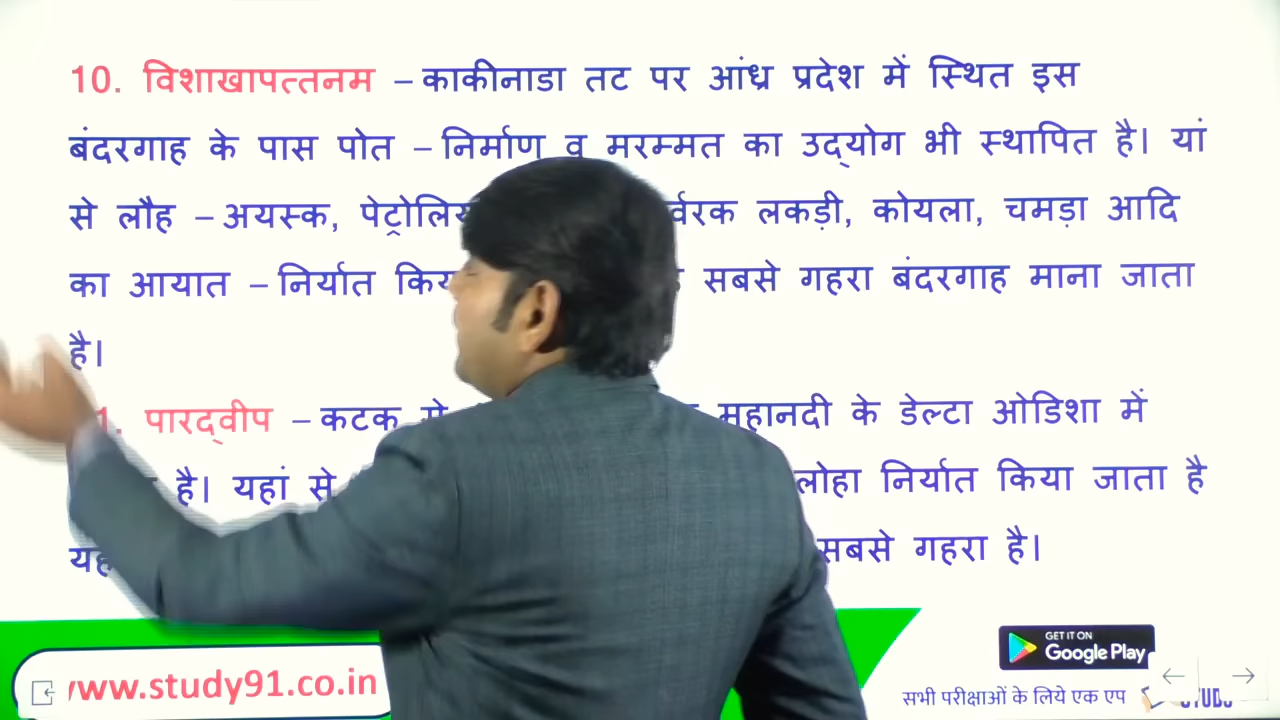 10. विशाखापत्तनम – काकीनाडा तट पर आंध्र प्रदेश में स्थित इस
बंदरगाह के पास पोत – निर्माण व मरम्मत का उद्योग भी स्थापित है। यां
से लौह – अयस्क, पेट्रोलिय र्वरक लकड़ी, कोयला, चमड़ा आदि
का आयात – निर्यात किय सबसे गहरा बंदरगाह माना जाता
है।
1. पारद्वीप – कटक से महानदी के डेल्टा ओडिशा में
है। यहां से लोहा निर्यात किया जाता है
यह सबसे गहरा है।
www.study91.co.in
GET IT ON
Google Play
सभी परीक्षाओं के लिये एक एप